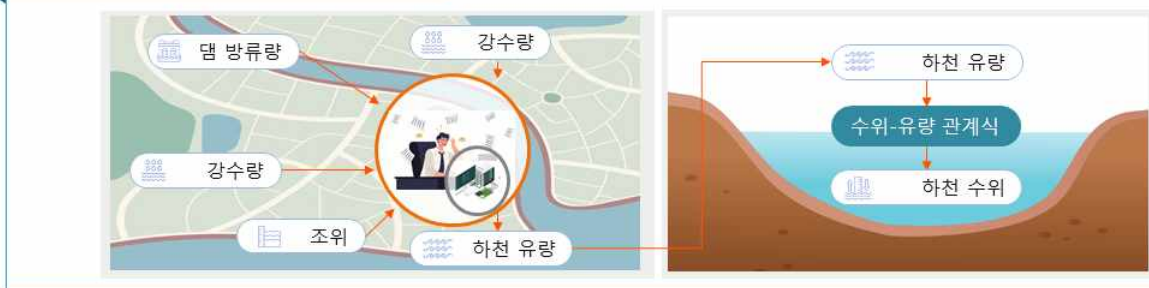 댐 방류량
강수량
강수량
조위
하천 유량
하천 유량
수위-유량 관계식
하천 수위